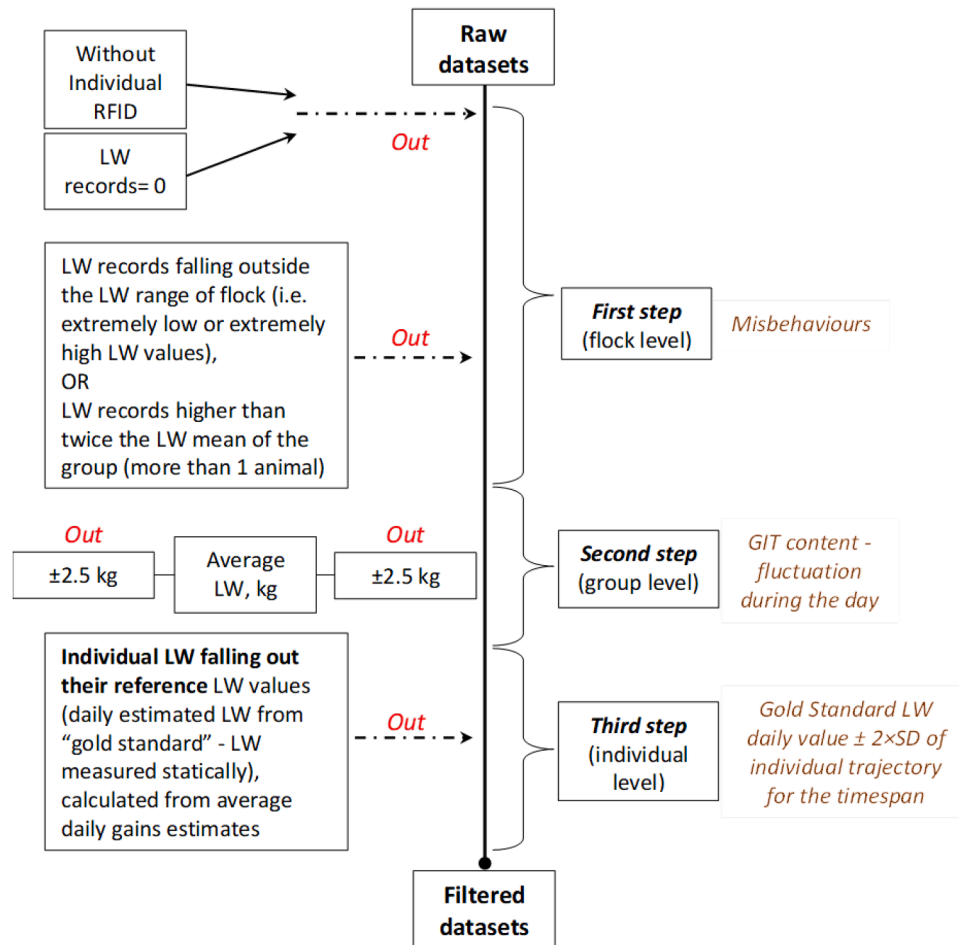 Raw
datasets
Without
Individual
RFID
LW
records= 0
Out
LW records falling outside
the LW range of flock (i.e.
extremely low or extremely
high LW values),
OR
LW records higher than
twice the LW mean of the
group (more than 1 animal)
Out
First step
(flock level)
Misbehaviours
Out
±2.5 kg
Average
LW, kg
Out
±2.5 kg
Second step
(group level)
GIT content -
fluctuation
during the day
Individual LW falling out
their reference LW values
(daily estimated LW from
“gold standard” - LW
measured statically),
calculated from average
daily gains estimates
Out
Third step
(individual
level)
Gold Standard LW
daily value ± 2×SD of
individual trajectory
for the timespan
Filtered
datasets